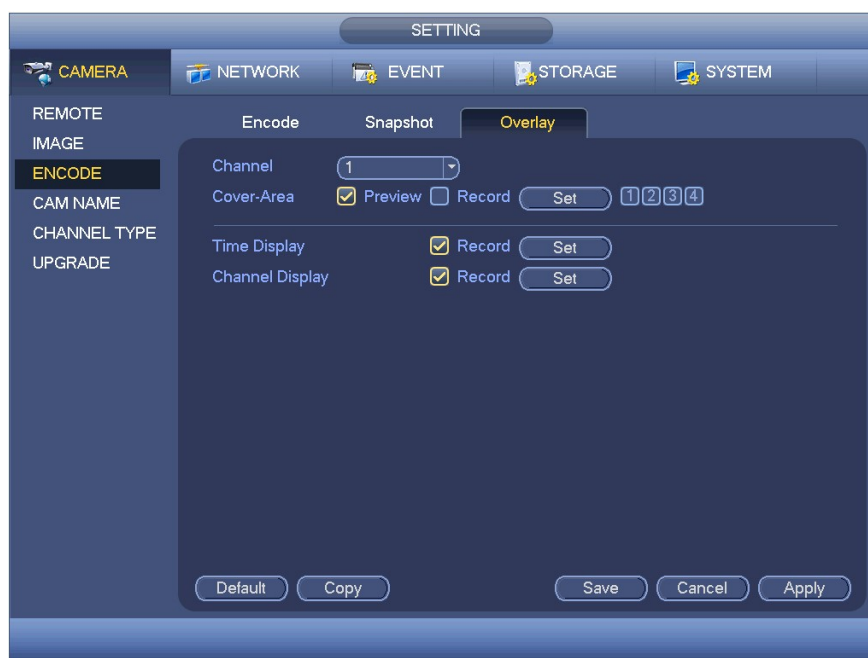 SETTING
CAMERA NETWORK EVENT STORAGE SYSTEM
REMOTE
IMAGE
ENCODE
CAM NAME
CHANNEL TYPE
UPGRADE
Encode Snapshot Overlay
Channel 1
Cover-Area Preview Record Set 1 2 3 4
Time Display Record Set
Channel Display Record Set
Default Copy Save Cancel Apply